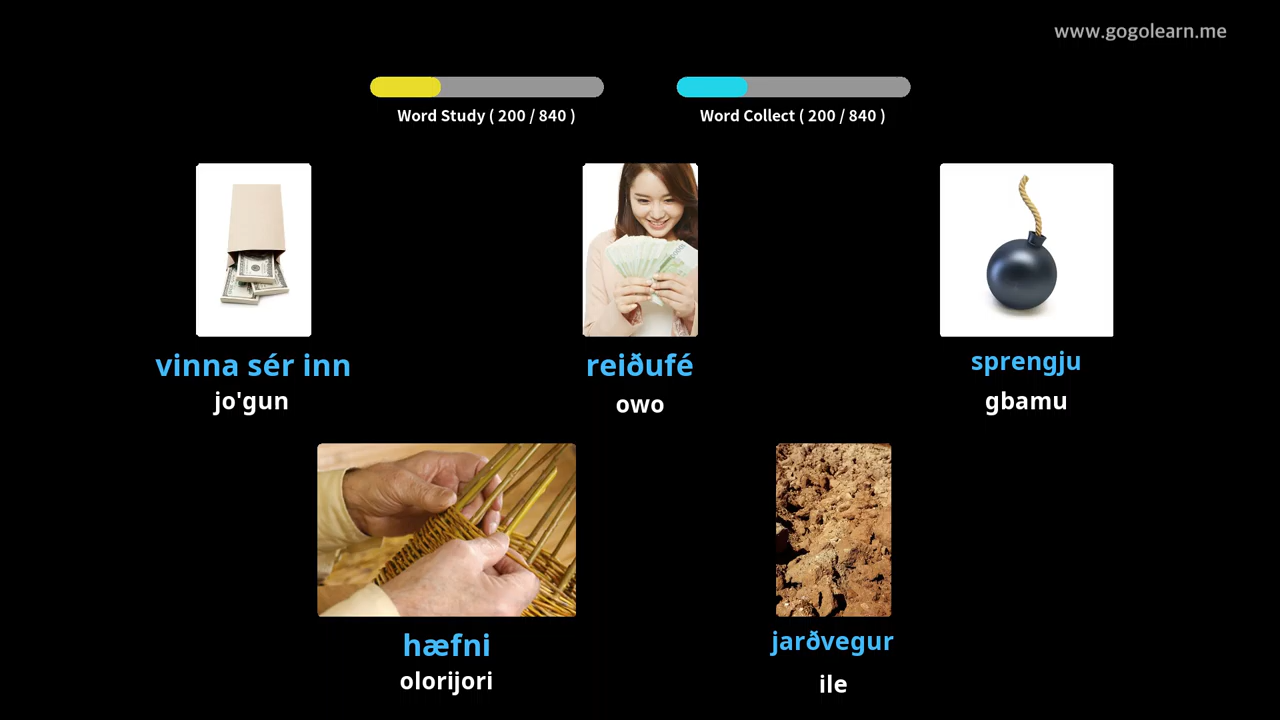 www.gogolearn.me
Word Study ( 200 / 840 )
Word Collect ( 200 / 840 )
vinna sér inn
jo'gun
reiðufé
owo
sprengju
gbamu
hæfni
olorijori
jarðvegur
ile